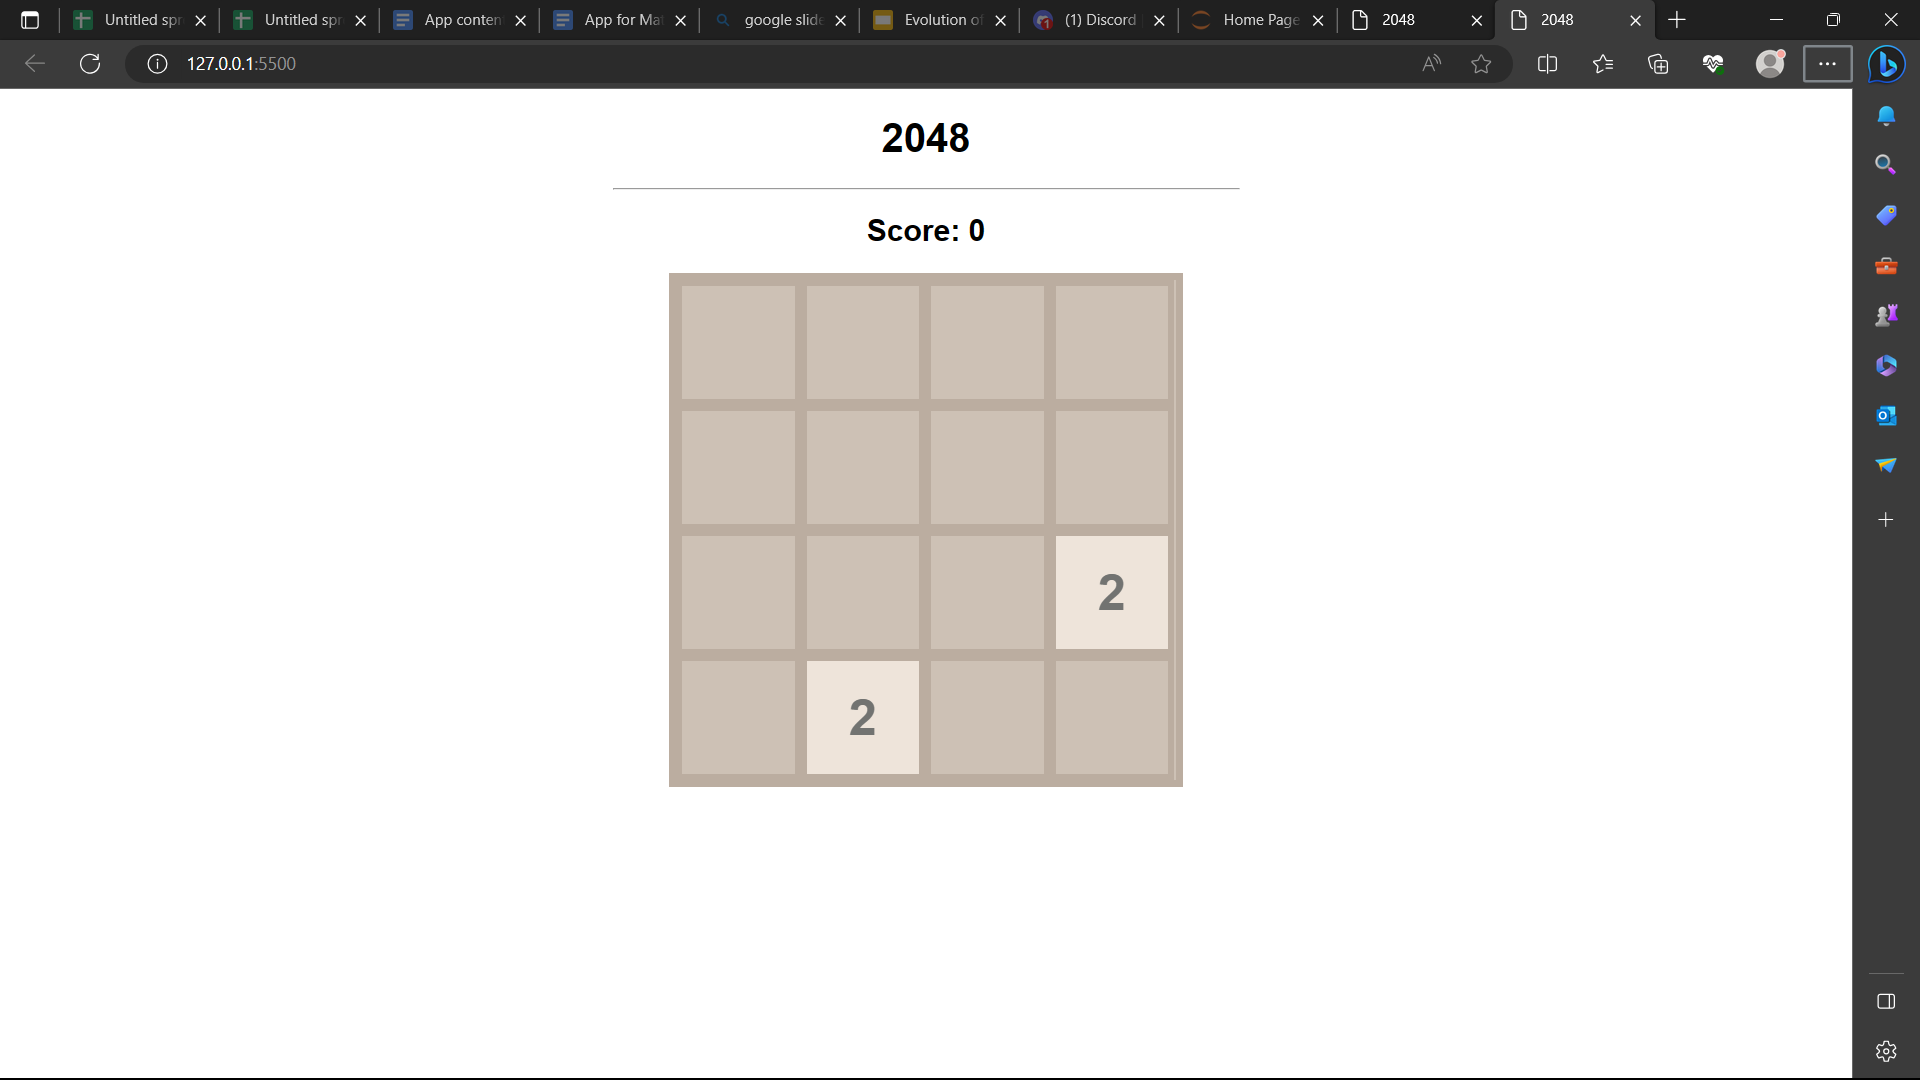 Untitled spr
Untitled spr
App conten
App for Ma
google slide
Evolution of
(1) Discord
Home Page
2048
2048
127.0.0.1:5500
2048
Score: 0
2
2